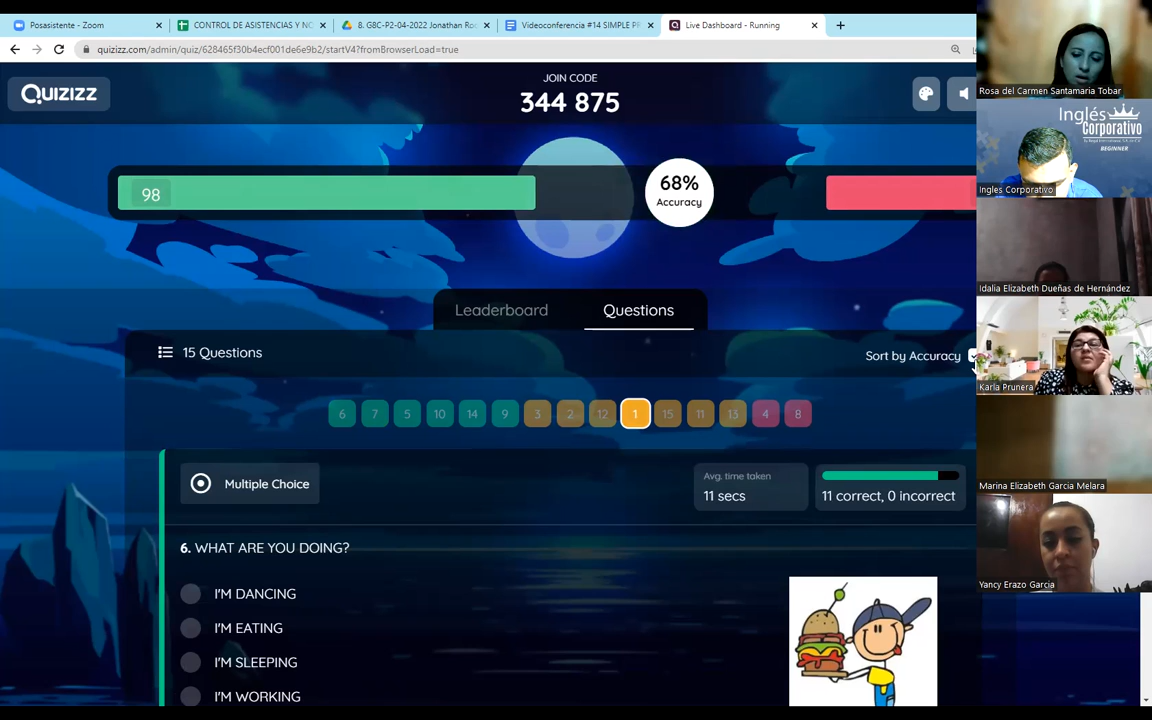 Posasistente - Zoom
CONTROL DE ASISTENCIAS Y NO
8. G8C-P2-04-2022 Jonathan Ro
Videoconferencia #14 SIMPLE PR
Live Dashboard - Running
quizizz.com/admin/quiz/628465f30b4ecf001de6e9b2/startV4?fromBrowserLoad=true
QUIZIZZ
JOIN CODE
344 875
98
68%
Accuracy
Leaderboard
Questions
15 Questions
Sort by Accuracy
6 7 5 10 14 9 3 2 12 1 15 11 13 4 8
Multiple Choice
Avg. time taken
11 secs
11 correct, 0 incorrect
6. WHAT ARE YOU DOING?
I'M DANCING
I'M EATING
I'M SLEEPING
I'M WORKING
Rosa del Carmen Santamaria Tobar
Inglés
Corporativo
BEGINNER
Ingles Corporativo
Idalia Elizabeth Dueñas de Hernández
Karla Prunera
Marina Elizabeth Garcia Melara
Yancy Erazo Garcia